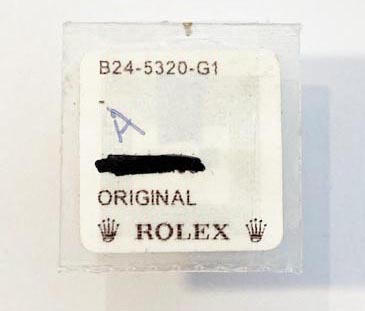 B24-5320-G1
A
ORIGINAL
ROLEX